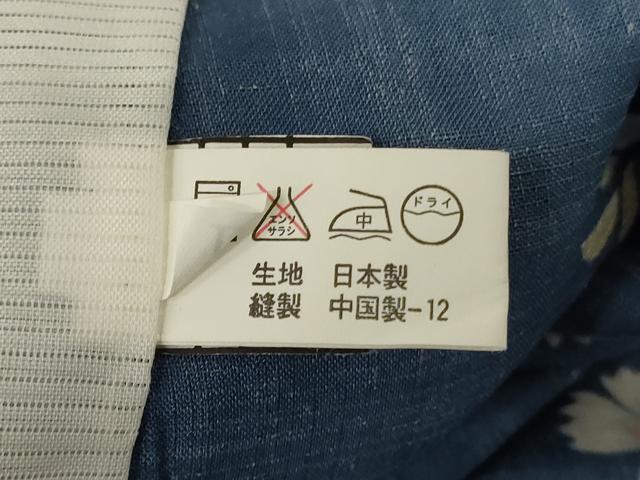 エンソ
サラシ
中
ドライ
生地 日本製
縫製 中国製-12